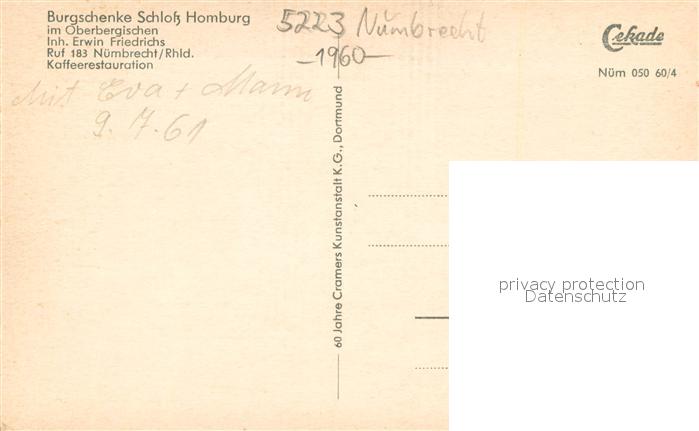 Burgschenke Schloß Homburg
im Oberbergischen
Inh. Erwin Friedrichs
Ruf 183 Nümbrecht/Rhld.
Kaffeerestauration
5223 Nümbrecht
-1960-
Cekade
Nüm 050 60/4
Mit Eva + Mann
9. 7. 61
60 Jahre Cramers Kunstanstalt K.G., Dortmund
privacy protection
Datenschutz